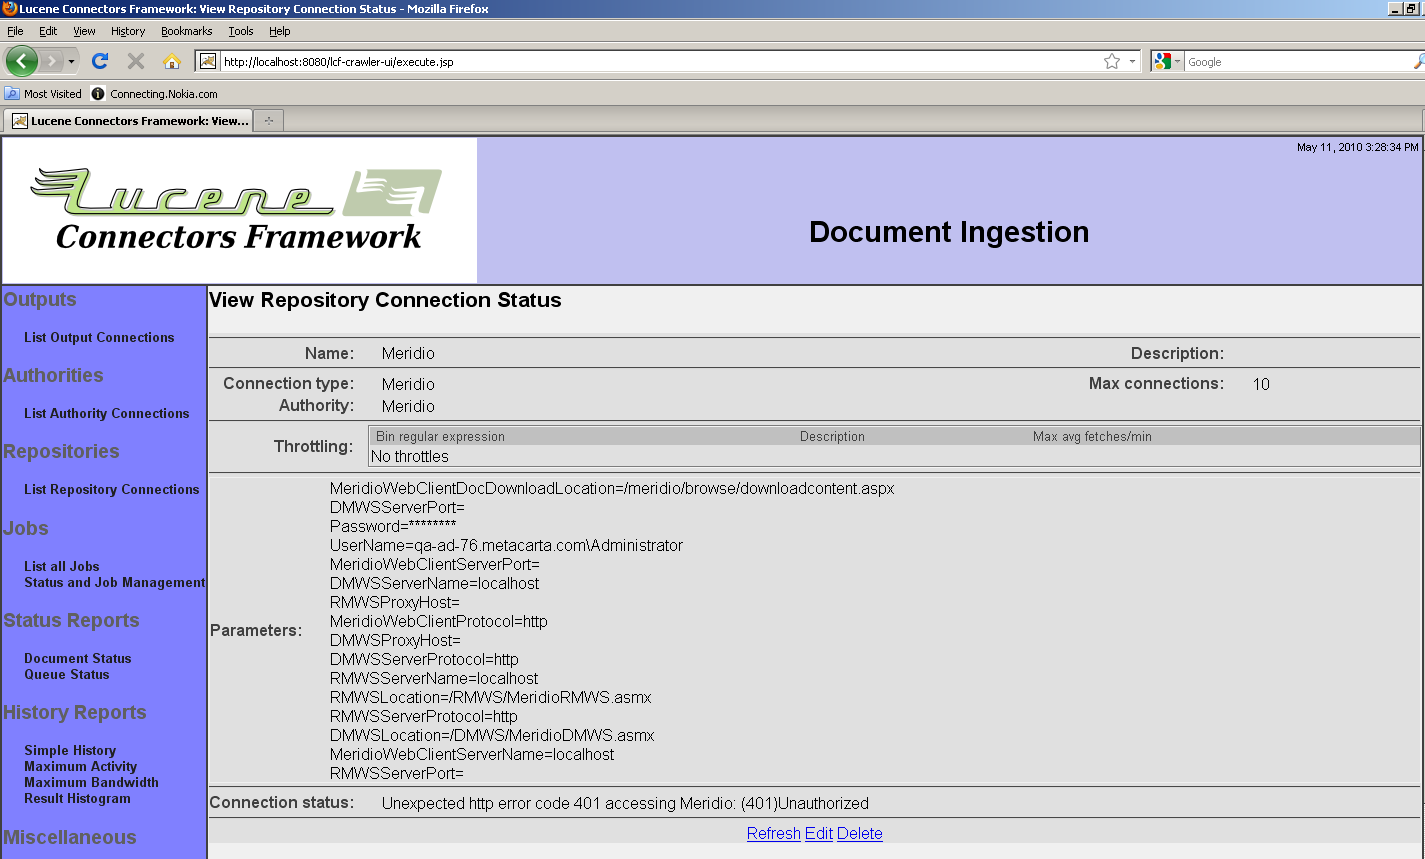 Lucene Connectors Framework: View Repository Connection Status - Mozilla Firefox
File Edit View History Bookmarks Tools Help
http://localhost:8080/lcf-crawler-ui/execute.jsp
Google
Most Visited Connecting.Nokia.com
Lucene Connectors Framework: View...
May 11, 2010 3:28:34 PM
Lucene
Connectors Framework
Document Ingestion
Outputs
List Output Connections
Authorities
List Authority Connections
Repositories
List Repository Connections
Jobs
List all Jobs
Status and Job Management
Status Reports
Document Status
Queue Status
History Reports
Simple History
Maximum Activity
Maximum Bandwidth
Result Histogram
Miscellaneous
View Repository Connection Status
Name: Meridio Description:
Connection type: Meridio Max connections: 10
Authority: Meridio
Throttling:
Bin regular expression Description Max avg fetches/min
No throttles
Parameters:
MeridioWebClientDocDownloadLocation=/meridio/browse/downloadcontent.aspx
DMWSServerPort=
Password=********
UserName=qa-ad-76.metacarta.com\Administrator
MeridioWebClientServerPort=
DMWSServerName=localhost
RMWSProxyHost=
MeridioWebClientProtocol=http
DMWSProxyHost=
DMWSServerProtocol=http
RMWSServerName=localhost
RMWSLocation=/RMWS/MeridioRMWS.asmx
RMWSServerProtocol=http
DMWSLocation=/DMWS/MeridioDMWS.asmx
MeridioWebClientServerName=localhost
RMWSServerPort=
Connection status: Unexpected http error code 401 accessing Meridio: (401)Unauthorized
Refresh Edit Delete